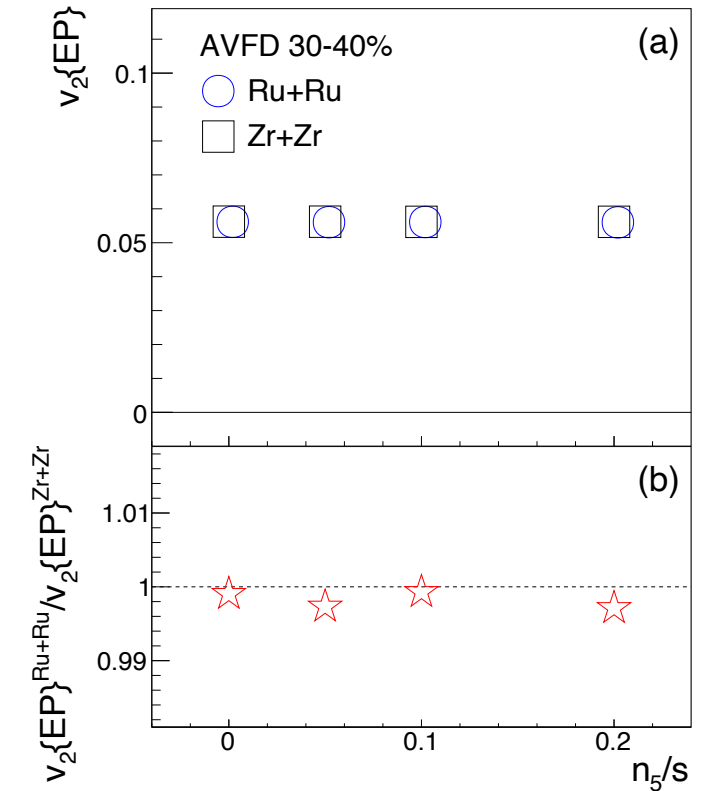 v₂{EP}
AVFD 30-40%
(a)
Ru+Ru
Zr+Zr
0.1
0.05
0
v₂{EP}^Ru+Ru/v₂{EP}^Zr+Zr
(b)
1.01
1
0.99
0 0.1 0.2
n₅/s